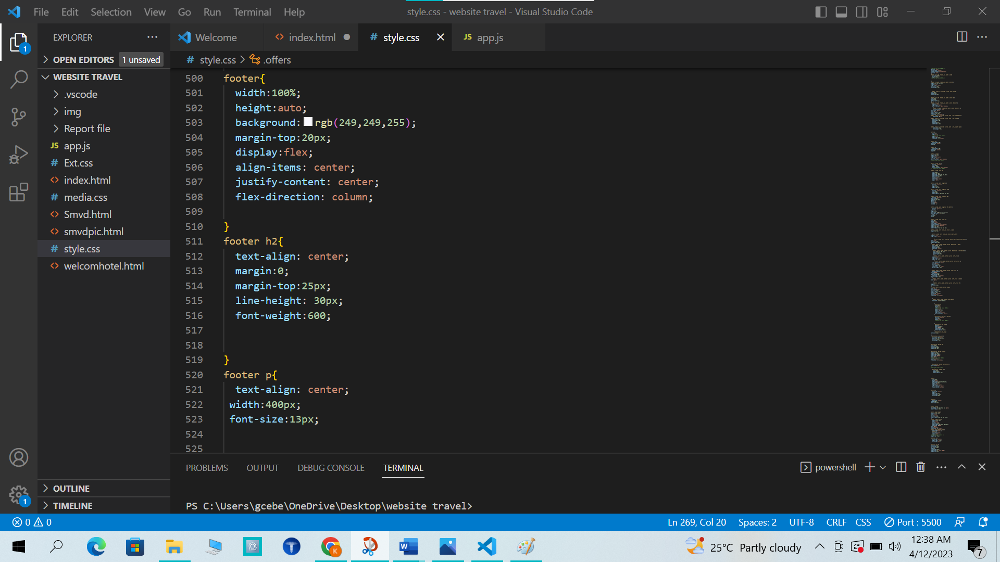 File Edit Selection View Go Run Terminal Help
style.css - website travel - Visual Studio Code
EXPLORER
OPEN EDITORS 1 unsaved
WEBSITE TRAVEL
.vscode
img
Report file
JS app.js
# Ext.css
<> index.html
# media.css
<> Smvd.html
<> smvdpic.html
# style.css
<> welcomhotel.html
OUTLINE
TIMELINE
1
1
Welcome
<> index.html
# style.css
JS app.js
# style.css > .offers
500 footer{
501 width:100%;
502 height:auto;
503 background: rgb(249,249,255);
504 margin-top:20px;
505 display:flex;
506 align-items: center;
507 justify-content: center;
508 flex-direction: column;
509
510 }
511 footer h2{
512 text-align: center;
513 margin:0;
514 margin-top:25px;
515 line-height: 30px;
516 font-weight:600;
517
518
519 }
520 footer p{
521 text-align: center;
522 width:400px;
523 font-size:13px;
524
525
PROBLEMS OUTPUT DEBUG CONSOLE TERMINAL
powershell
PS C:\Users\gcebe\OneDrive\Desktop\website travel>
0 0
Ln 269, Col 20 Spaces: 2 UTF-8 CRLF CSS Port : 5500
T
K
W
25°C Partly cloudy
12:38 AM
4/12/2023
7